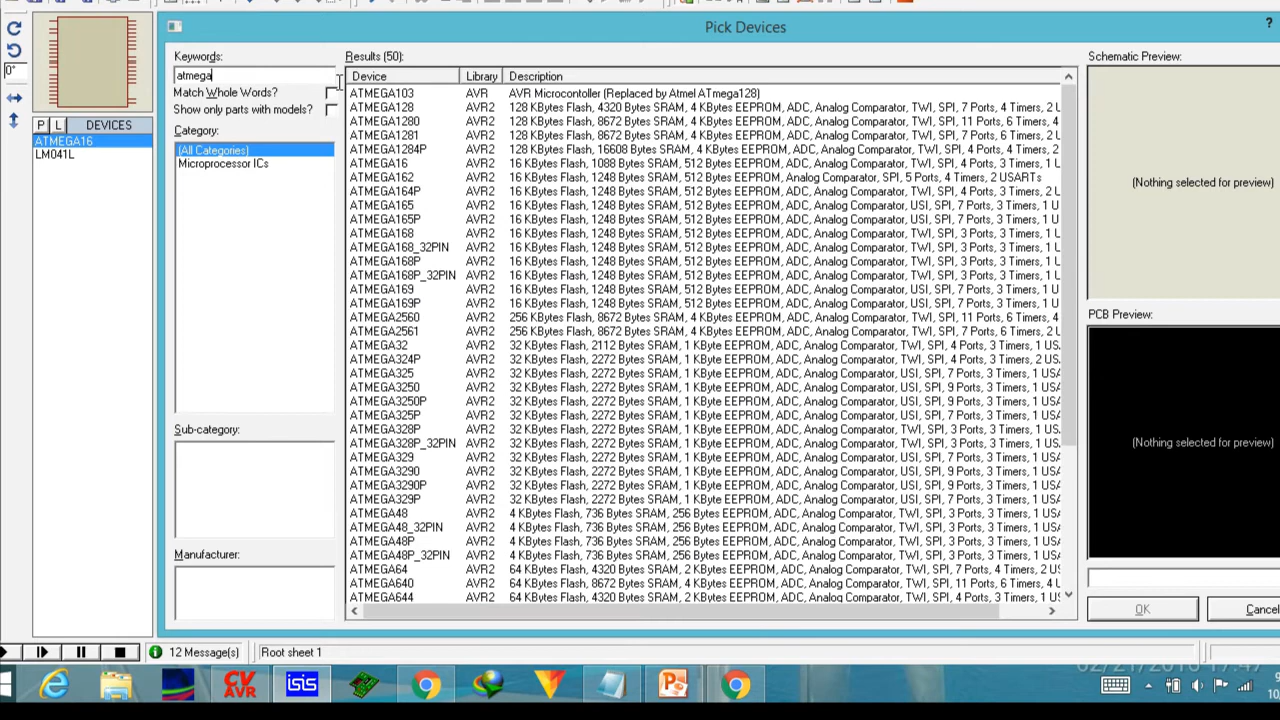 Pick Devices
?
Keywords:
atmega
Match Whole Words?
Show only parts with models?
Category:
(All Categories)
Microprocessor ICs
Sub-category:
Manufacturer:
0°
P L DEVICES
ATMEGA16
LM041L
Results (50):
Device Library Description
ATMEGA103 AVR AVR Microcontoller (Replaced by Atmel ATmega128)
ATMEGA128 AVR2 128 KBytes Flash, 4320 Bytes SRAM, 4 KBytes EEPROM, ADC, Analog Comparator, TWI, SPI, 7 Ports, 4 Timers, 2 U
ATMEGA1280 AVR2 128 KBytes Flash, 8672 Bytes SRAM, 4 KBytes EEPROM, ADC, Analog Comparator, TWI, SPI, 11 Ports, 6 Timers, 4
ATMEGA1281 AVR2 128 KBytes Flash, 8672 Bytes SRAM, 4 KBytes EEPROM, ADC, Analog Comparator, TWI, SPI, 7 Ports, 6 Timers, 2 U
ATMEGA1284P AVR2 128 KBytes Flash, 16608 Bytes SRAM, 4 KBytes EEPROM, ADC, Analog Comparator, TWI, SPI, 4 Ports, 3 Timers, 2
ATMEGA16 AVR2 16 KBytes Flash, 1088 Bytes SRAM, 512 Bytes EEPROM, ADC, Analog Comparator, TWI, SPI, 4 Ports, 3 Timers, 1 U
ATMEGA162 AVR2 16 KBytes Flash, 1248 Bytes SRAM, 512 Bytes EEPROM, Analog Comparator, SPI, 5 Ports, 4 Timers, 2 USARTs
ATMEGA164P AVR2 16 KBytes Flash, 1248 Bytes SRAM, 512 Bytes EEPROM, ADC, Analog Comparator, TWI, SPI, 4 Ports, 3 Timers, 2 U
ATMEGA165 AVR2 16 KBytes Flash, 1248 Bytes SRAM, 512 Bytes EEPROM, ADC, Analog Comparator, USI, SPI, 7 Ports, 3 Timers, 1 U
ATMEGA165P AVR2 16 KBytes Flash, 1248 Bytes SRAM, 512 Bytes EEPROM, ADC, Analog Comparator, USI, SPI, 7 Ports, 3 Timers, 1 U
ATMEGA168 AVR2 16 KBytes Flash, 1248 Bytes SRAM, 512 Bytes EEPROM, ADC, Analog Comparator, TWI, SPI, 3 Ports, 3 Timers, 1 U
ATMEGA168_32PIN AVR2 16 KBytes Flash, 1248 Bytes SRAM, 512 Bytes EEPROM, ADC, Analog Comparator, TWI, SPI, 3 Ports, 3 Timers, 1 U
ATMEGA168P AVR2 16 KBytes Flash, 1248 Bytes SRAM, 512 Bytes EEPROM, ADC, Analog Comparator, TWI, SPI, 3 Ports, 3 Timers, 1 U
ATMEGA168P_32PIN AVR2 16 KBytes Flash, 1248 Bytes SRAM, 512 Bytes EEPROM, ADC, Analog Comparator, TWI, SPI, 3 Ports, 3 Timers, 1 U
ATMEGA169 AVR2 16 KBytes Flash, 1248 Bytes SRAM, 512 Bytes EEPROM, ADC, Analog Comparator, USI, SPI, 7 Ports, 3 Timers, 1 U
ATMEGA169P AVR2 16 KBytes Flash, 1248 Bytes SRAM, 512 Bytes EEPROM, ADC, Analog Comparator, USI, SPI, 7 Ports, 3 Timers, 1 U
ATMEGA2560 AVR2 256 KBytes Flash, 8672 Bytes SRAM, 4 KBytes EEPROM, ADC, Analog Comparator, TWI, SPI, 11 Ports, 6 Timers, 4
ATMEGA2561 AVR2 256 KBytes Flash, 8672 Bytes SRAM, 4 KBytes EEPROM, ADC, Analog Comparator, TWI, SPI, 7 Ports, 6 Timers, 2 U
ATMEGA32 AVR2 32 KBytes Flash, 2112 Bytes SRAM, 1 KByte EEPROM, ADC, Analog Comparator, TWI, SPI, 4 Ports, 3 Timers, 1 US.
ATMEGA324P AVR2 32 KBytes Flash, 2272 Bytes SRAM, 1 KByte EEPROM, ADC, Analog Comparator, TWI, SPI, 4 Ports, 3 Timers, 2 US.
ATMEGA325 AVR2 32 KBytes Flash, 2272 Bytes SRAM, 1 KByte EEPROM, ADC, Analog Comparator, USI, SPI, 7 Ports, 3 Timers, 1 USA
ATMEGA3250 AVR2 32 KBytes Flash, 2272 Bytes SRAM, 1 KByte EEPROM, ADC, Analog Comparator, USI, SPI, 9 Ports, 3 Timers, 1 USA
ATMEGA3250P AVR2 32 KBytes Flash, 2272 Bytes SRAM, 1 KByte EEPROM, ADC, Analog Comparator, USI, SPI, 9 Ports, 3 Timers, 1 USA
ATMEGA325P AVR2 32 KBytes Flash, 2272 Bytes SRAM, 1 KByte EEPROM, ADC, Analog Comparator, USI, SPI, 7 Ports, 3 Timers, 1 USA
ATMEGA328P AVR2 32 KBytes Flash, 2272 Bytes SRAM, 1 KByte EEPROM, ADC, Analog Comparator, TWI, SPI, 3 Ports, 3 Timers, 1 US.
ATMEGA328P_32PIN AVR2 32 KBytes Flash, 2272 Bytes SRAM, 1 KByte EEPROM, ADC, Analog Comparator, TWI, SPI, 3 Ports, 3 Timers, 1 US.
ATMEGA329 AVR2 32 KBytes Flash, 2272 Bytes SRAM, 1 KByte EEPROM, ADC, Analog Comparator, USI, SPI, 7 Ports, 3 Timers, 1 USA
ATMEGA3290 AVR2 32 KBytes Flash, 2272 Bytes SRAM, 1 KByte EEPROM, ADC, Analog Comparator, USI, SPI, 9 Ports, 3 Timers, 1 USA
ATMEGA3290P AVR2 32 KBytes Flash, 2272 Bytes SRAM, 1 KByte EEPROM, ADC, Analog Comparator, USI, SPI, 9 Ports, 3 Timers, 1 USA
ATMEGA329P AVR2 32 KBytes Flash, 2272 Bytes SRAM, 1 KByte EEPROM, ADC, Analog Comparator, USI, SPI, 7 Ports, 3 Timers, 1 USA
ATMEGA48 AVR2 4 KBytes Flash, 736 Bytes SRAM, 256 Bytes EEPROM, ADC, Analog Comparator, TWI, SPI, 3 Ports, 3 Timers, 1 USA
ATMEGA48_32PIN AVR2 4 KBytes Flash, 736 Bytes SRAM, 256 Bytes EEPROM, ADC, Analog Comparator, TWI, SPI, 3 Ports, 3 Timers, 1 USA
ATMEGA48P AVR2 4 KBytes Flash, 736 Bytes SRAM, 256 Bytes EEPROM, ADC, Analog Comparator, TWI, SPI, 3 Ports, 3 Timers, 1 USA
ATMEGA48P_32PIN AVR2 4 KBytes Flash, 736 Bytes SRAM, 256 Bytes EEPROM, ADC, Analog Comparator, TWI, SPI, 3 Ports, 3 Timers, 1 USA
ATMEGA64 AVR2 64 KBytes Flash, 4320 Bytes SRAM, 2 KBytes EEPROM, ADC, Analog Comparator, TWI, SPI, 7 Ports, 4 Timers, 2 U
ATMEGA640 AVR2 64 KBytes Flash, 8672 Bytes SRAM, 4 KBytes EEPROM, ADC, Analog Comparator, TWI, SPI, 11 Ports, 6 Timers, 4 U
ATMEGA644 AVR2 64 KBytes Flash, 4320 Bytes SRAM, 2 KBytes EEPROM, ADC, Analog Comparator, TWI, SPI, 4 Ports, 3 Timers, 1 U
Schematic Preview:
(Nothing selected for preview)
PCB Preview:
(Nothing selected for preview)
OK
Cancel
12 Message(s)
Root sheet 1
CV
AVR
isis